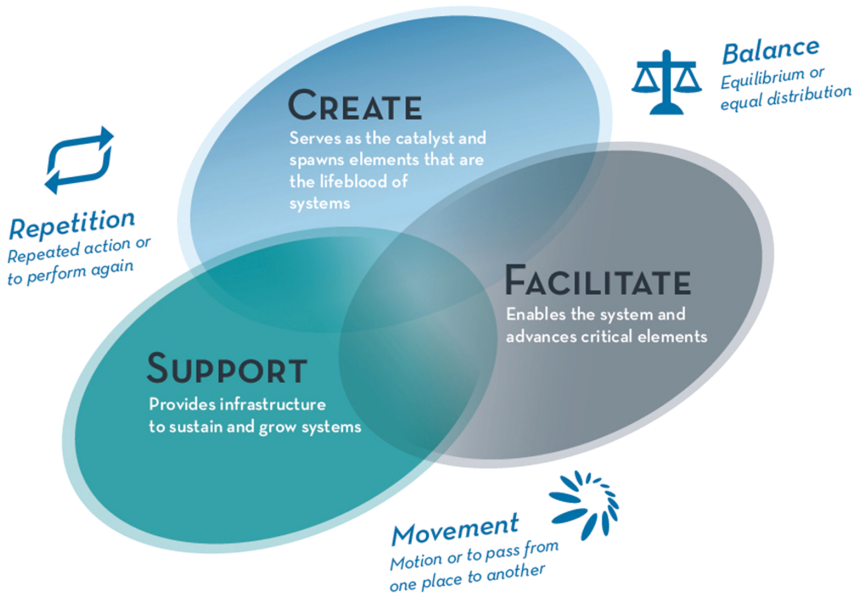 CREATE
Serves as the catalyst and
spawns elements that are
the lifeblood of
systems
Balance
Equilibrium or
equal distribution
Repetition
Repeated action or
to perform again
FACILITATE
Enables the system and
advances critical elements
SUPPORT
Provides infrastructure
to sustain and grow systems
Movement
Motion or to pass from
one place to another